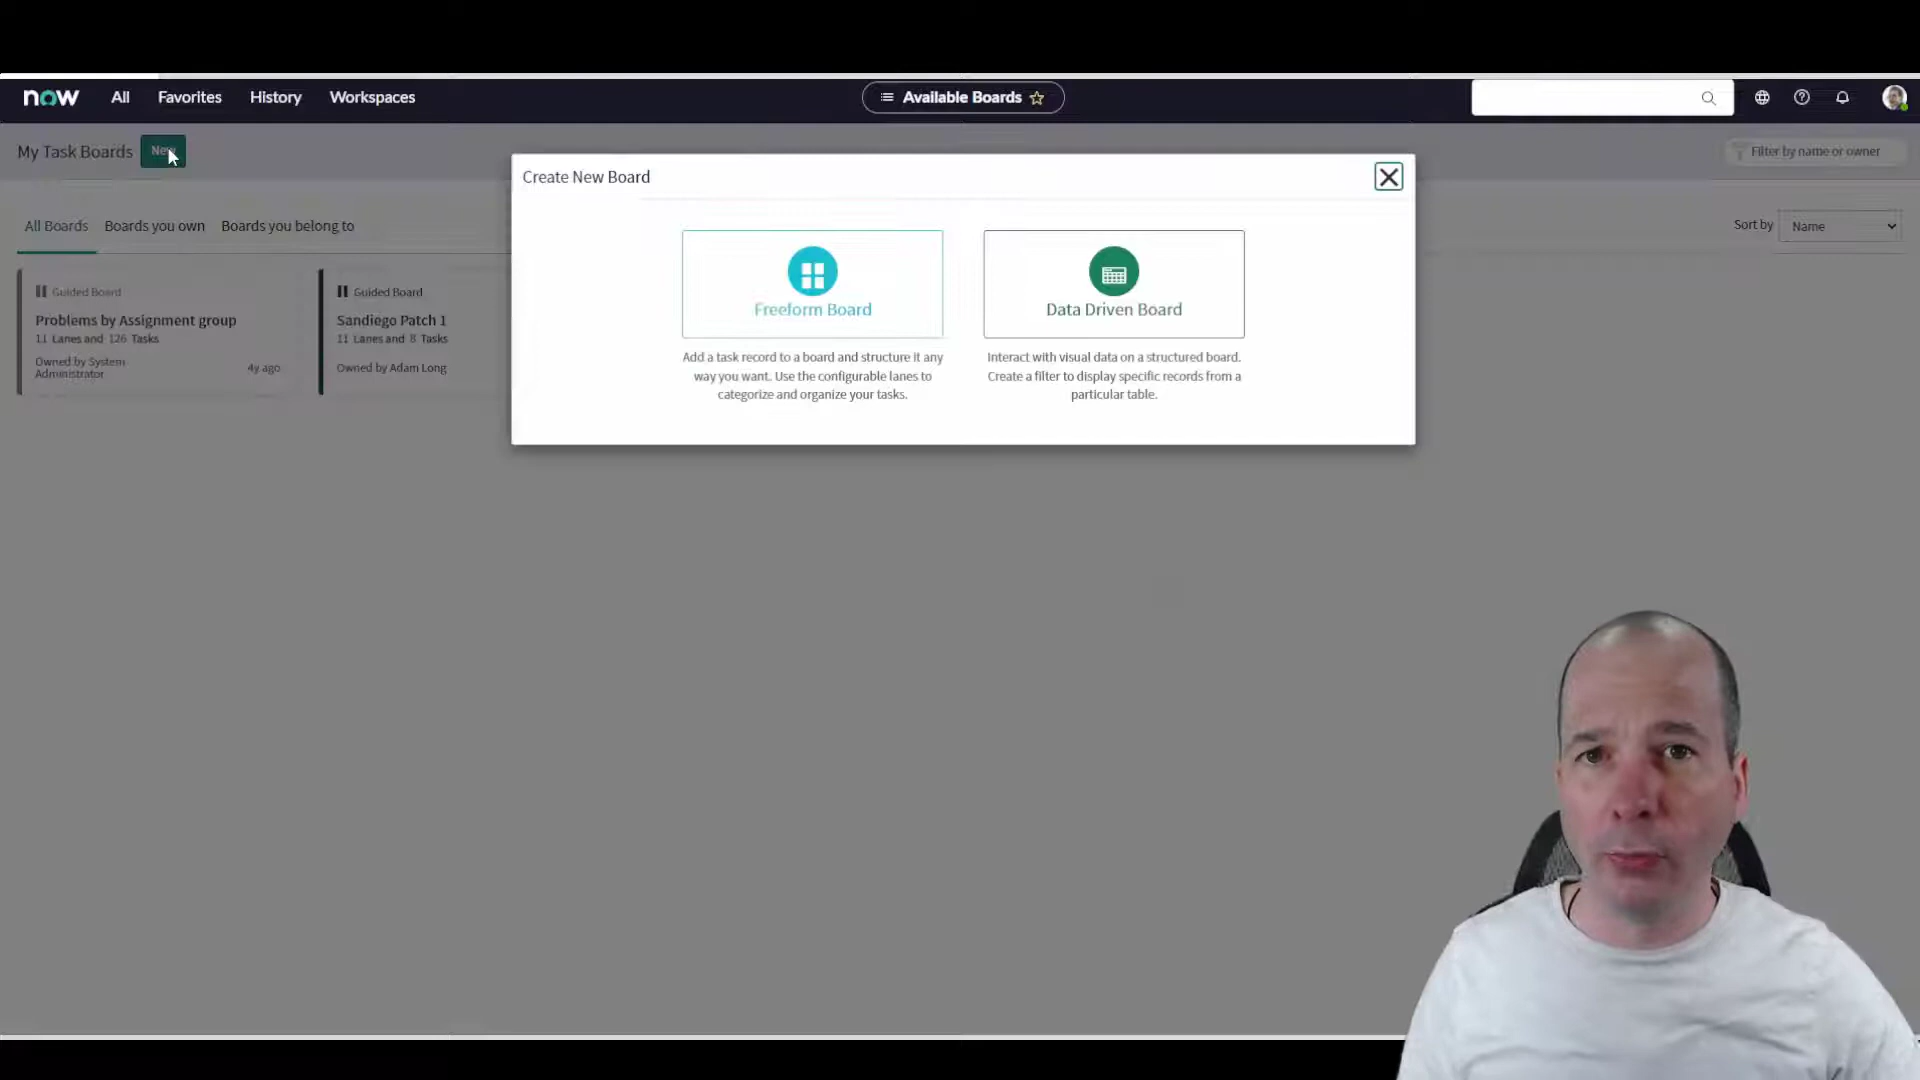 now All Favorites History Workspaces Available Boards
My Task Boards New Filter by name or owner
Create New Board
All Boards Boards you own Boards you belong to
Sort by Name
Guided Board
Problems by Assignment group
11 Lanes and 126 Tasks
Owned by System
Administrator
4y ago
Guided Board
Sandiego Patch 1
11 Lanes and 8 Tasks
Owned by Adam Long
Freeform Board
Add a task record to a board and structure it any
way you want. Use the configurable lanes to
categorize and organize your tasks.
Data Driven Board
Interact with visual data on a structured board.
Create a filter to display specific records from a
particular table.